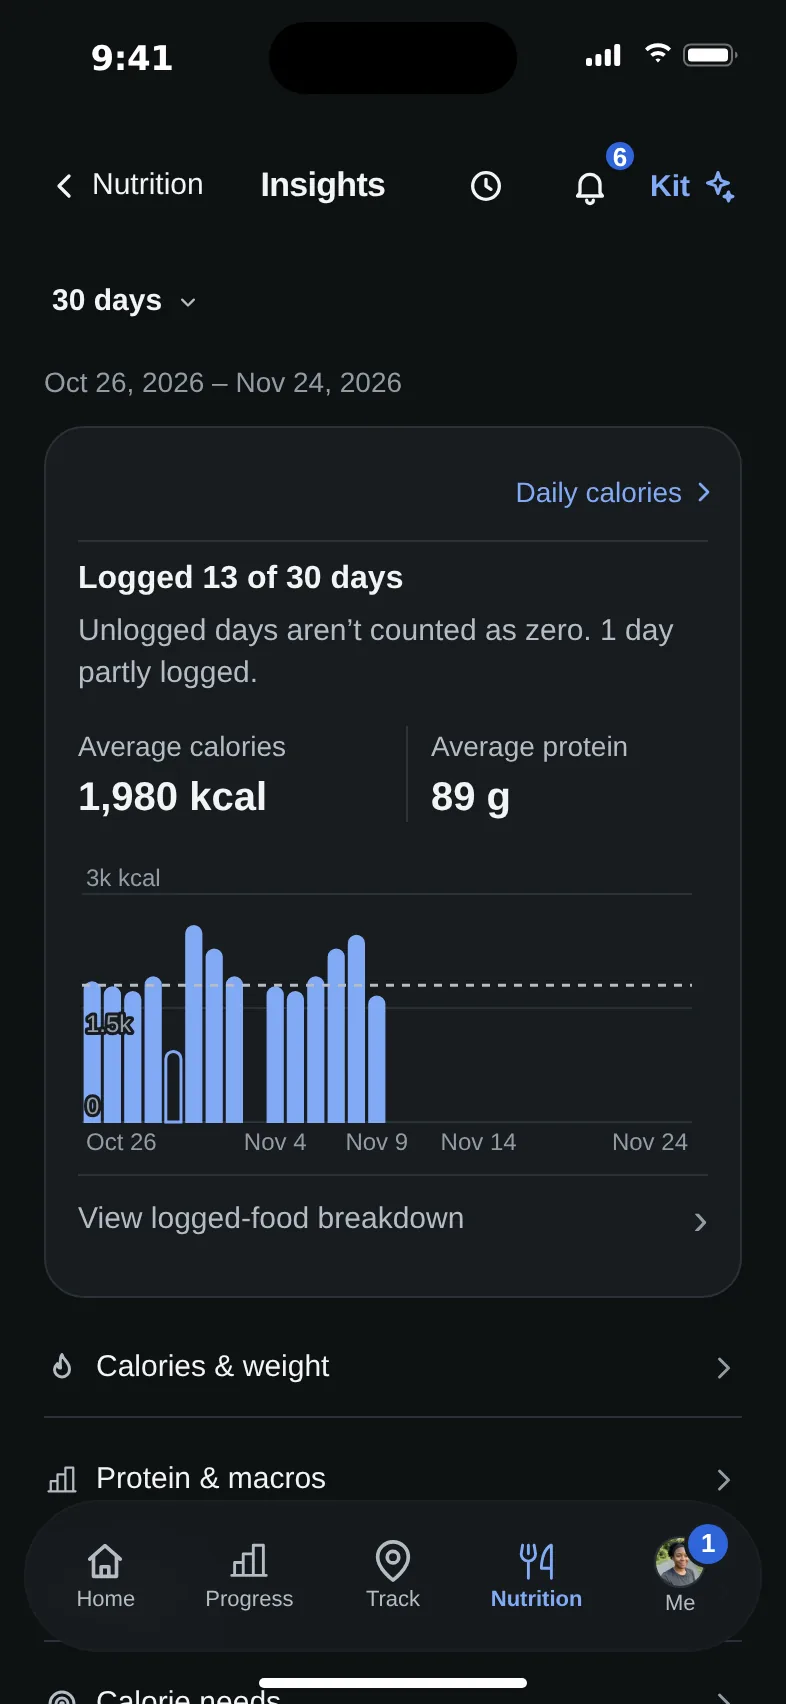 9:41
Nutrition
Insights
6
Kit
30 days
Oct 26, 2026 – Nov 24, 2026
Daily calories
Logged 13 of 30 days
Unlogged days aren’t counted as zero. 1 day
partly logged.
Average calories
Average protein
1,980 kcal
89 g
3k kcal
1.5k
0
Oct 26
Nov 4
Nov 9
Nov 14
Nov 24
View logged-food breakdown
Calories & weight
Protein & macros
Home
Progress
Track
Nutrition
1
Me
Calorie needs